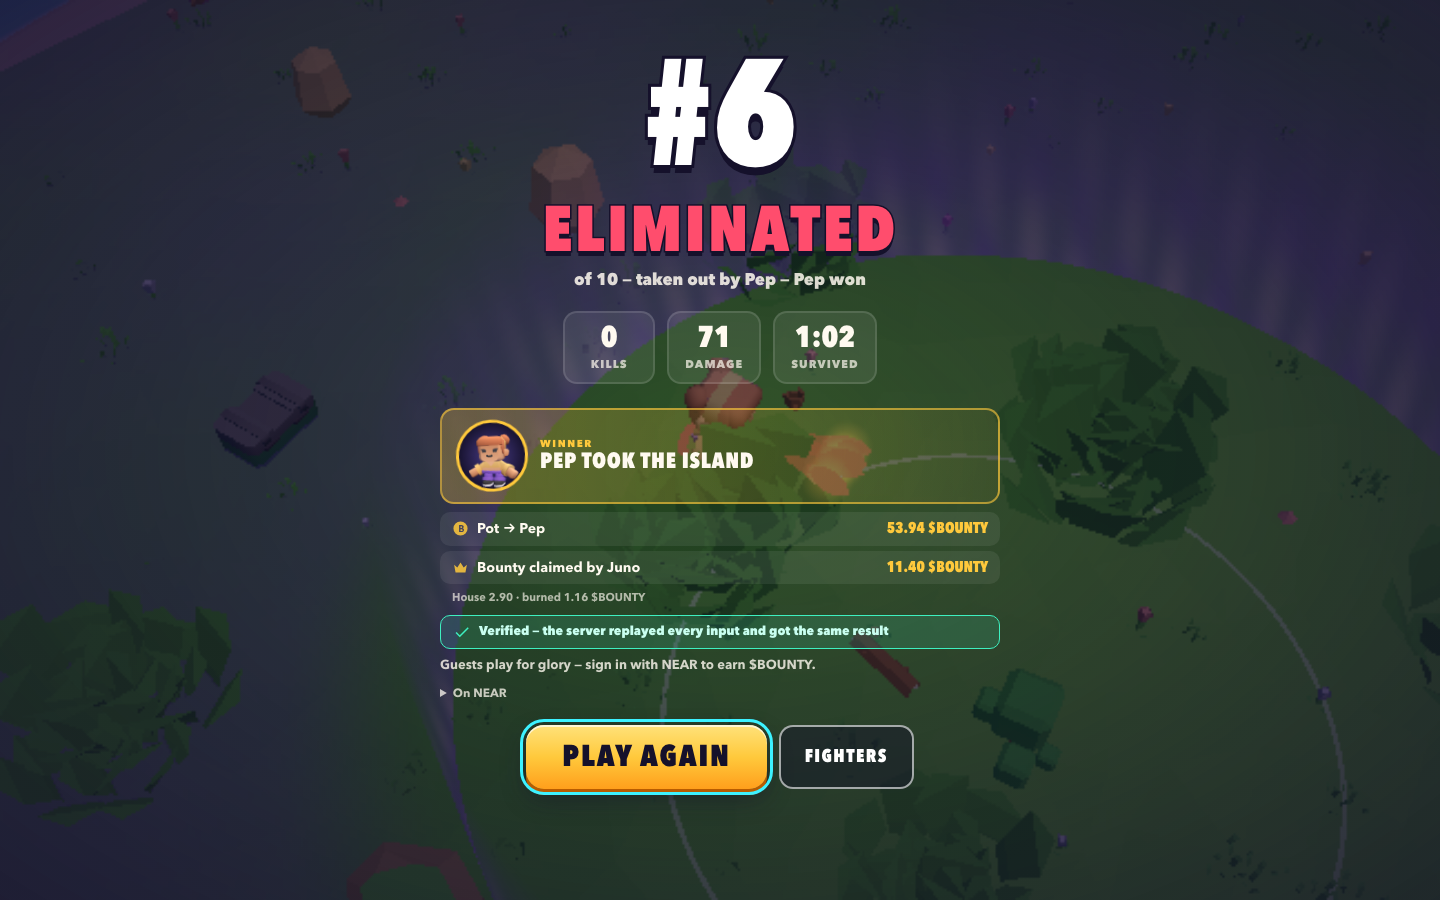 #6
ELIMINATED
of 10 – taken out by Pep – Pep won
0
KILLS
71
DAMAGE
1:02
SURVIVED
WINNER
PEP TOOK THE ISLAND
B Pot → Pep 53.94 $BOUNTY
Bounty claimed by Juno 11.40 $BOUNTY
House 2.90 · burned 1.16 $BOUNTY
Verified – the server replayed every input and got the same result
Guests play for glory – sign in with NEAR to earn $BOUNTY.
On NEAR
PLAY AGAIN
FIGHTERS